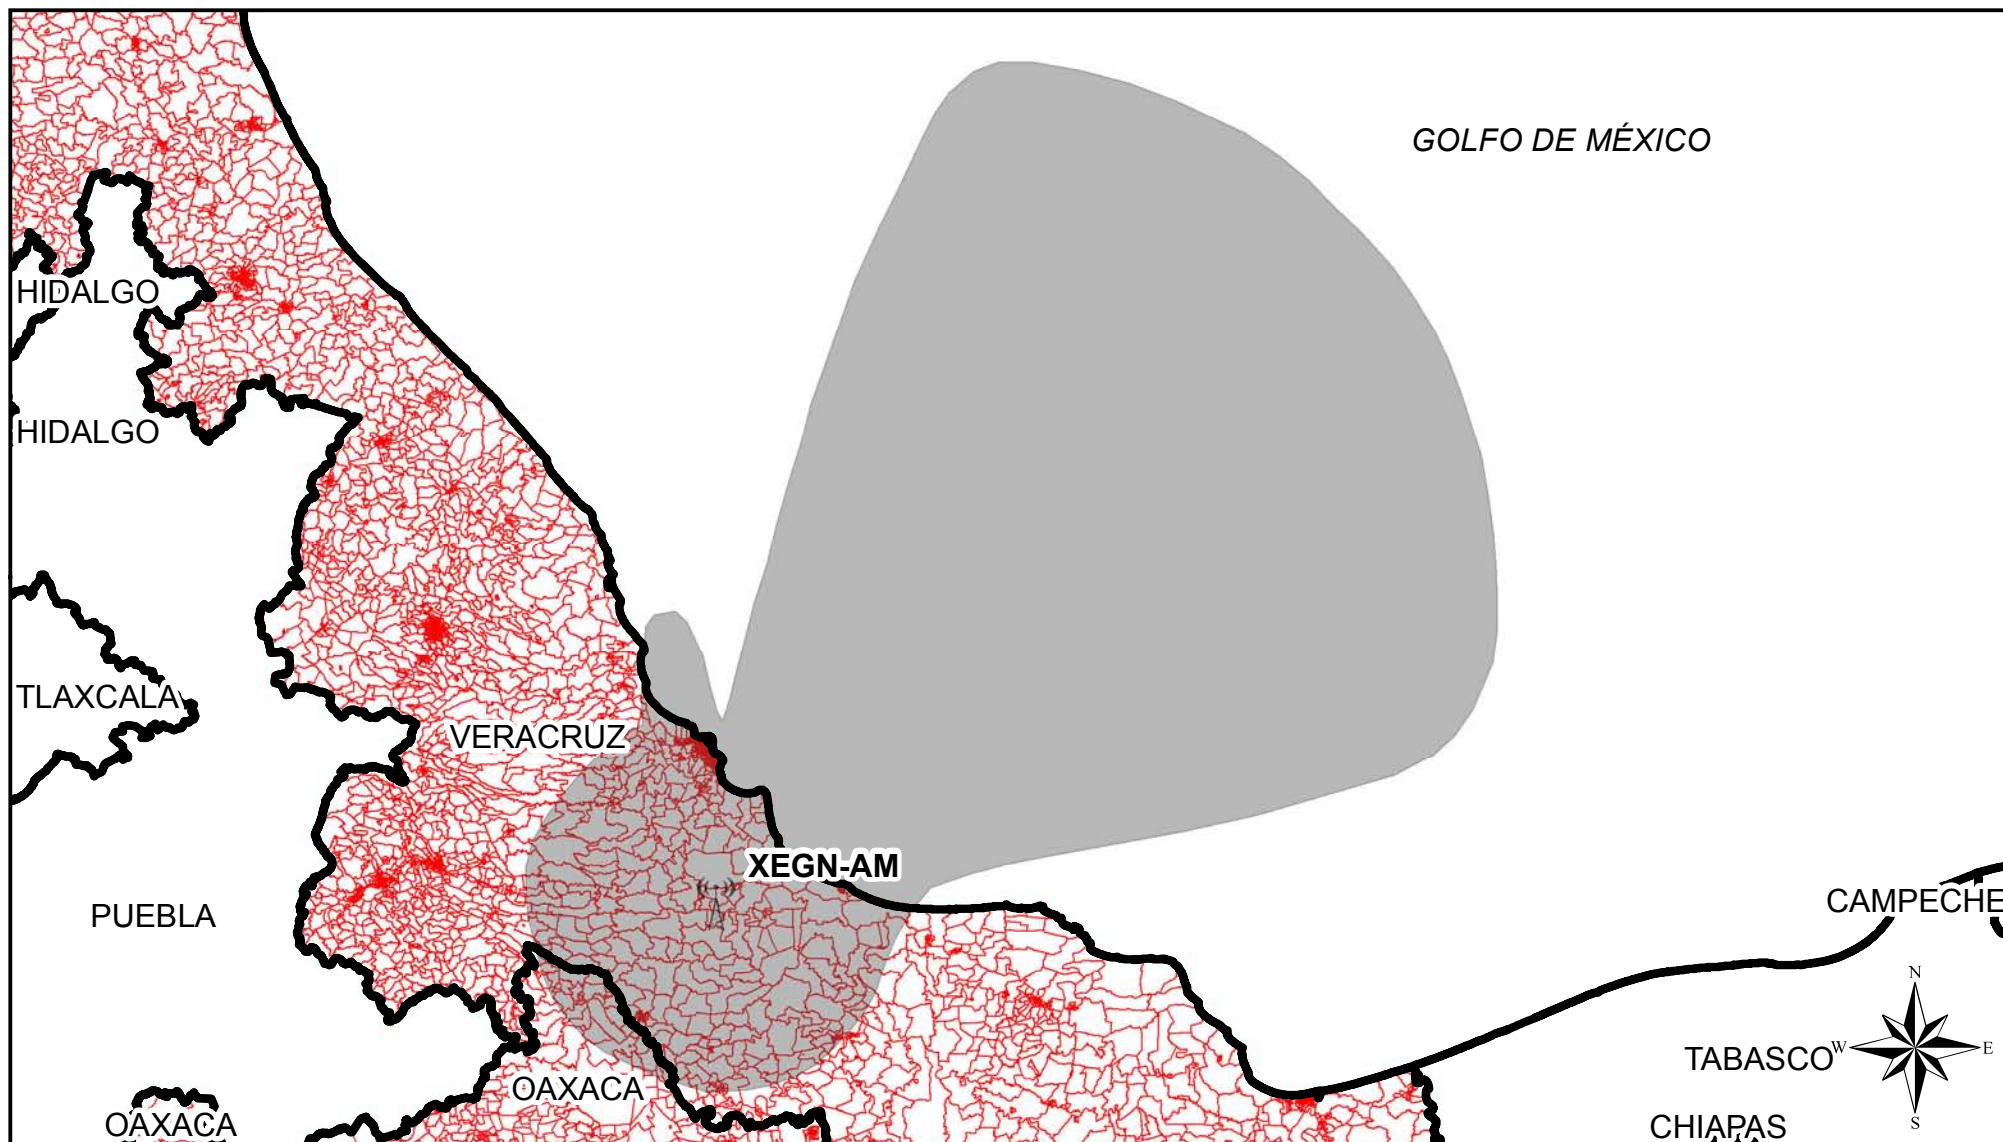 GOLFO DE MÉXICO
HIDALGO
HIDALGO
TLAXCALA
VERACRUZ
XEGN-AM
PUEBLA
CAMPECHE
N
W
E
S
TABASCO
OAXACA
OAXACA
CHIAPAS